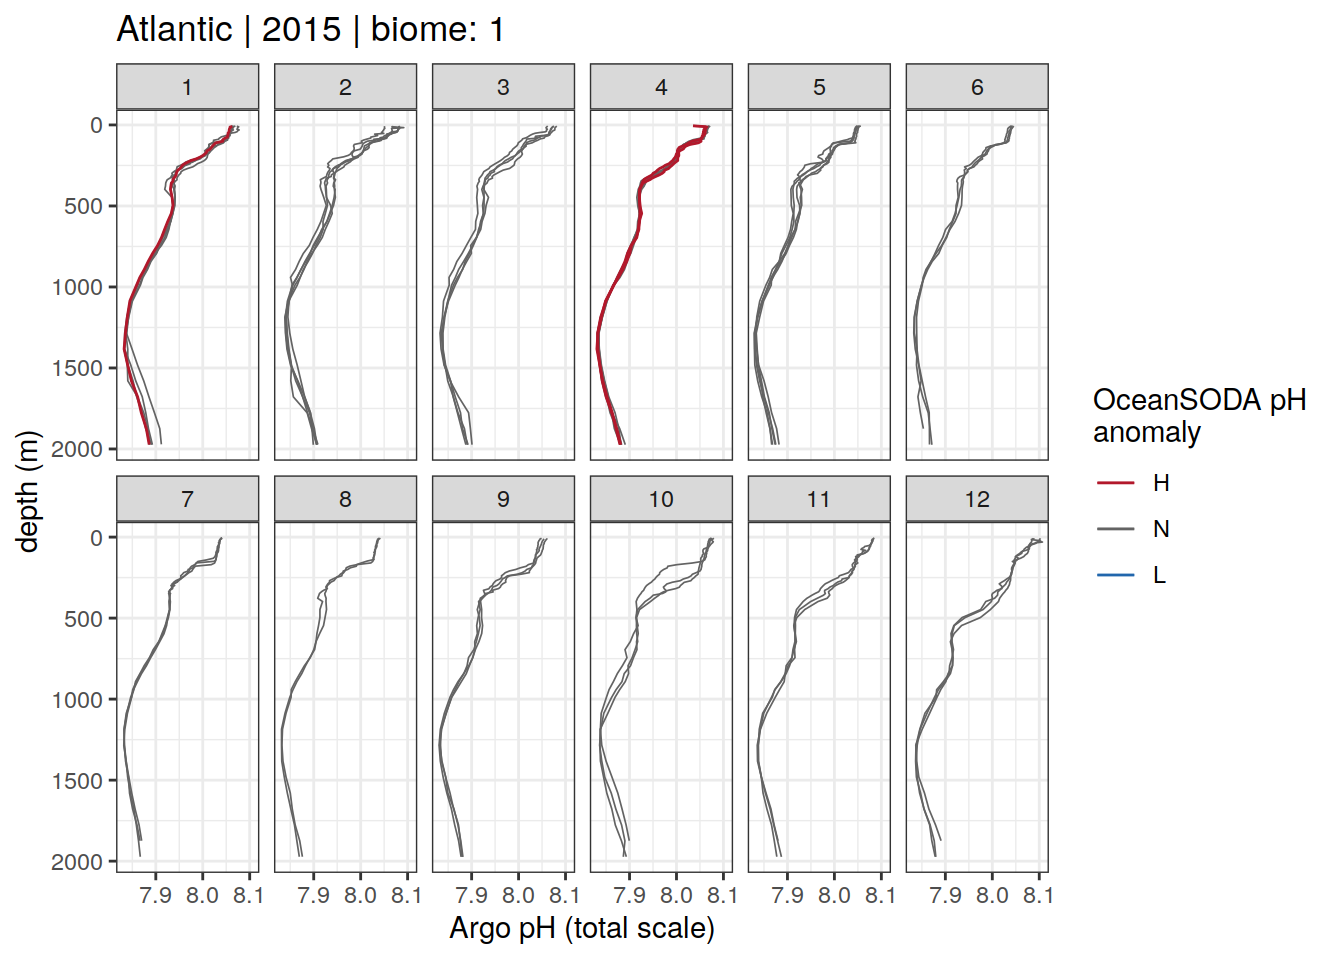 Atlantic | 2015 | biome: 1
1 2 3 4 5 6
0
500
1000
1500
2000
7 8 9 10 11 12
0
500
1000
1500
2000
7.9 8.0 8.1 7.9 8.0 8.1 7.9 8.0 8.1 7.9 8.0 8.1 7.9 8.0 8.1 7.9 8.0 8.1
Argo pH (total scale)
depth (m)
OceanSODA pH
anomaly
H
N
L